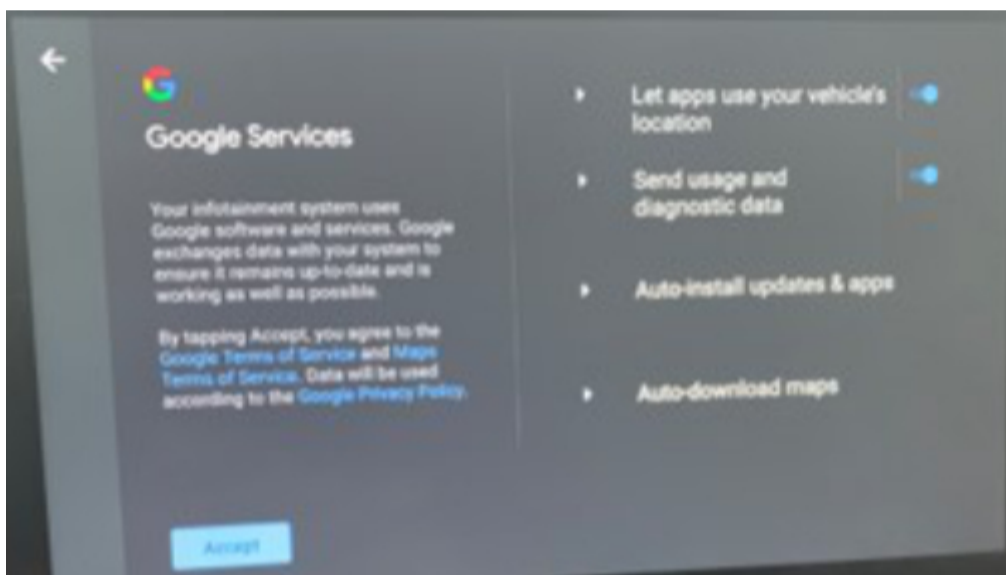 Google Services
Your infotainment system uses
Google software and services. Google
exchanges data with your system to
ensure it remains up-to-date and is
working as well as possible.
By tapping Accept, you agree to the
Google Terms of Service and Maps
Terms of Service. Data will be used
according to the Google Privacy Policy.
Accept
Let apps use your vehicle's
location
Send usage and
diagnostic data
Auto-install updates & apps
Auto-download maps